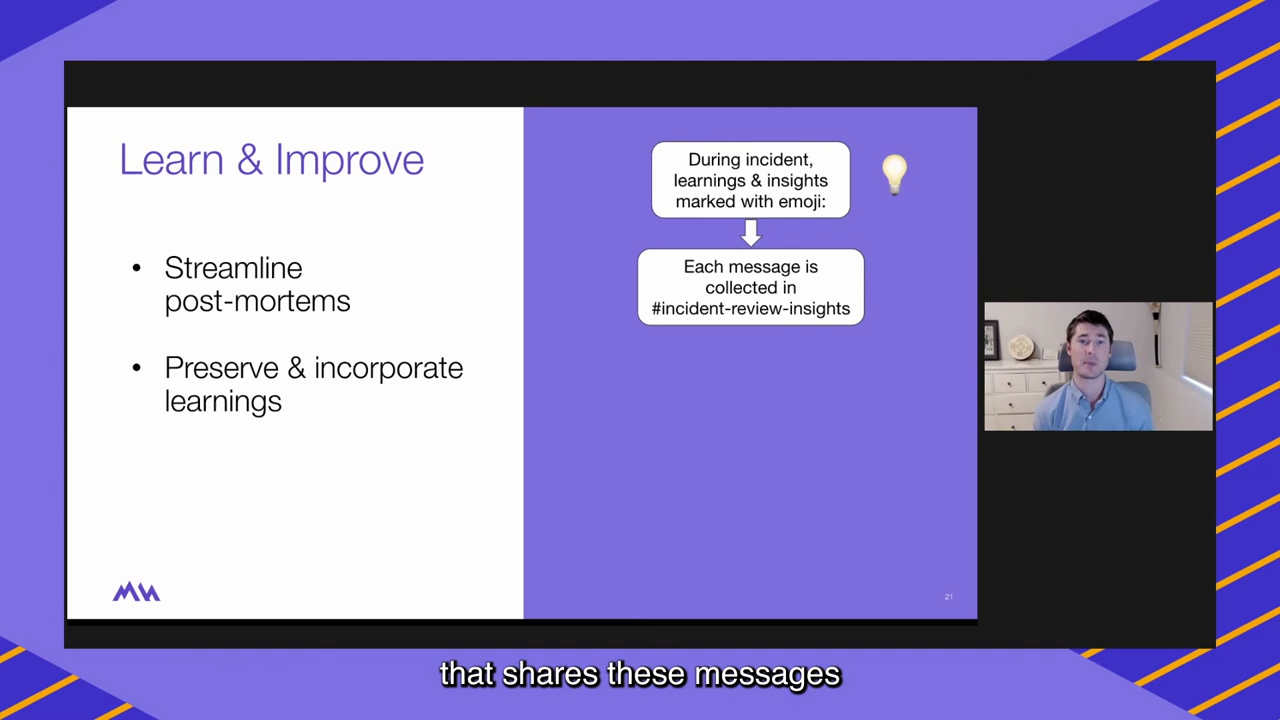 Learn & Improve
• Streamline
post-mortems
• Preserve & incorporate
learnings
During incident,
learnings & insights
marked with emoji:
Each message is
collected in
#incident-review-insights
21
that shares these messages